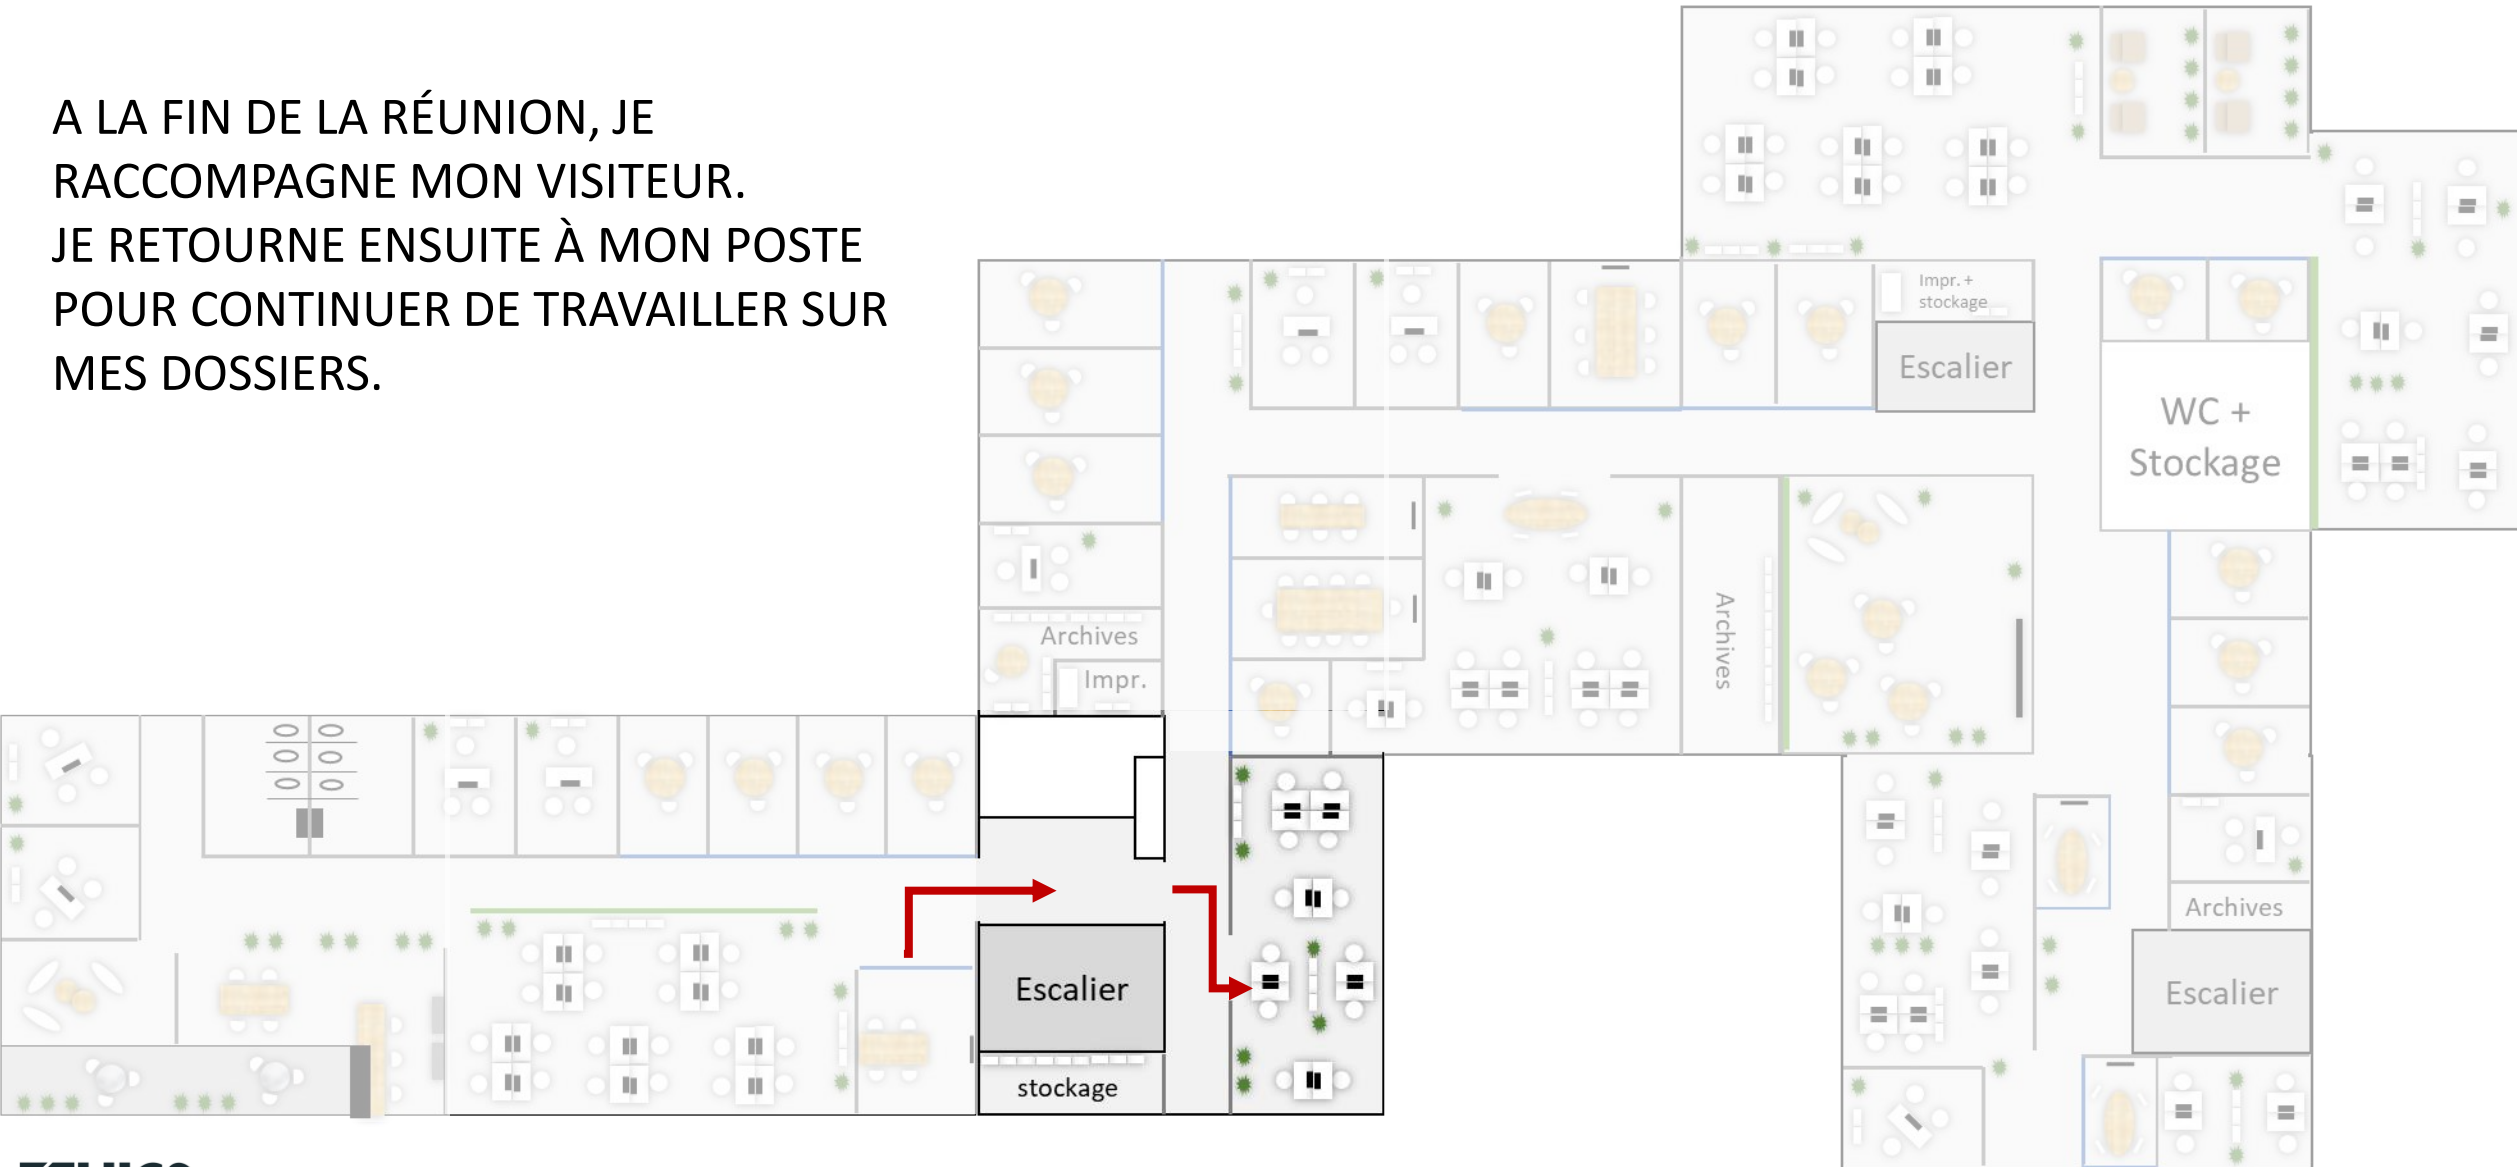 A LA FIN DE LA RÉUNION, JE
RACCOMPAGNE MON VISITEUR.
JE RETOURNE ENSUITE À MON POSTE
POUR CONTINUER DE TRAVAILLER SUR
MES DOSSIERS.
Impr. +
stockage
Escalier
WC +
Stockage
Archives
Impr.
Archives
Archives
Escalier
stockage
Escalier